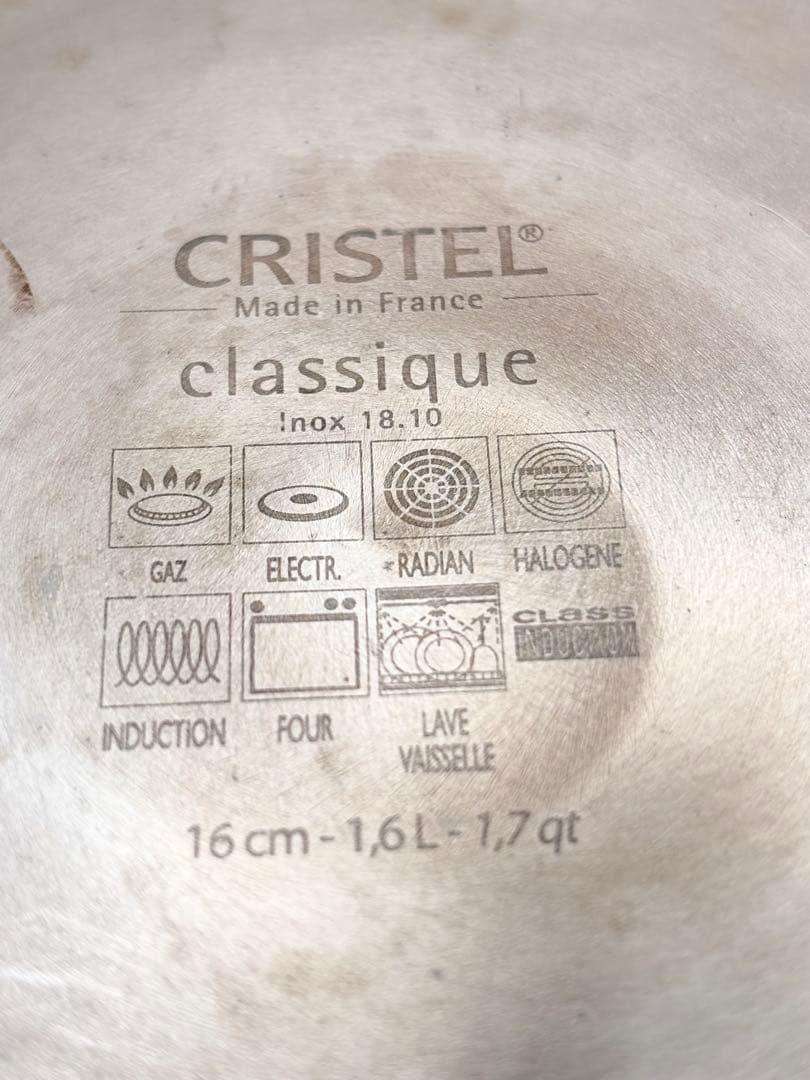 CRISTEL®
Made in France
classique
Inox 18.10
GAZ ELECTR. RADIAN HALOGENE
CLASS
INDUCTION
INDUCTION FOUR LAVE
VAISSELLE
16 cm - 1,6 L - 1,7 qt